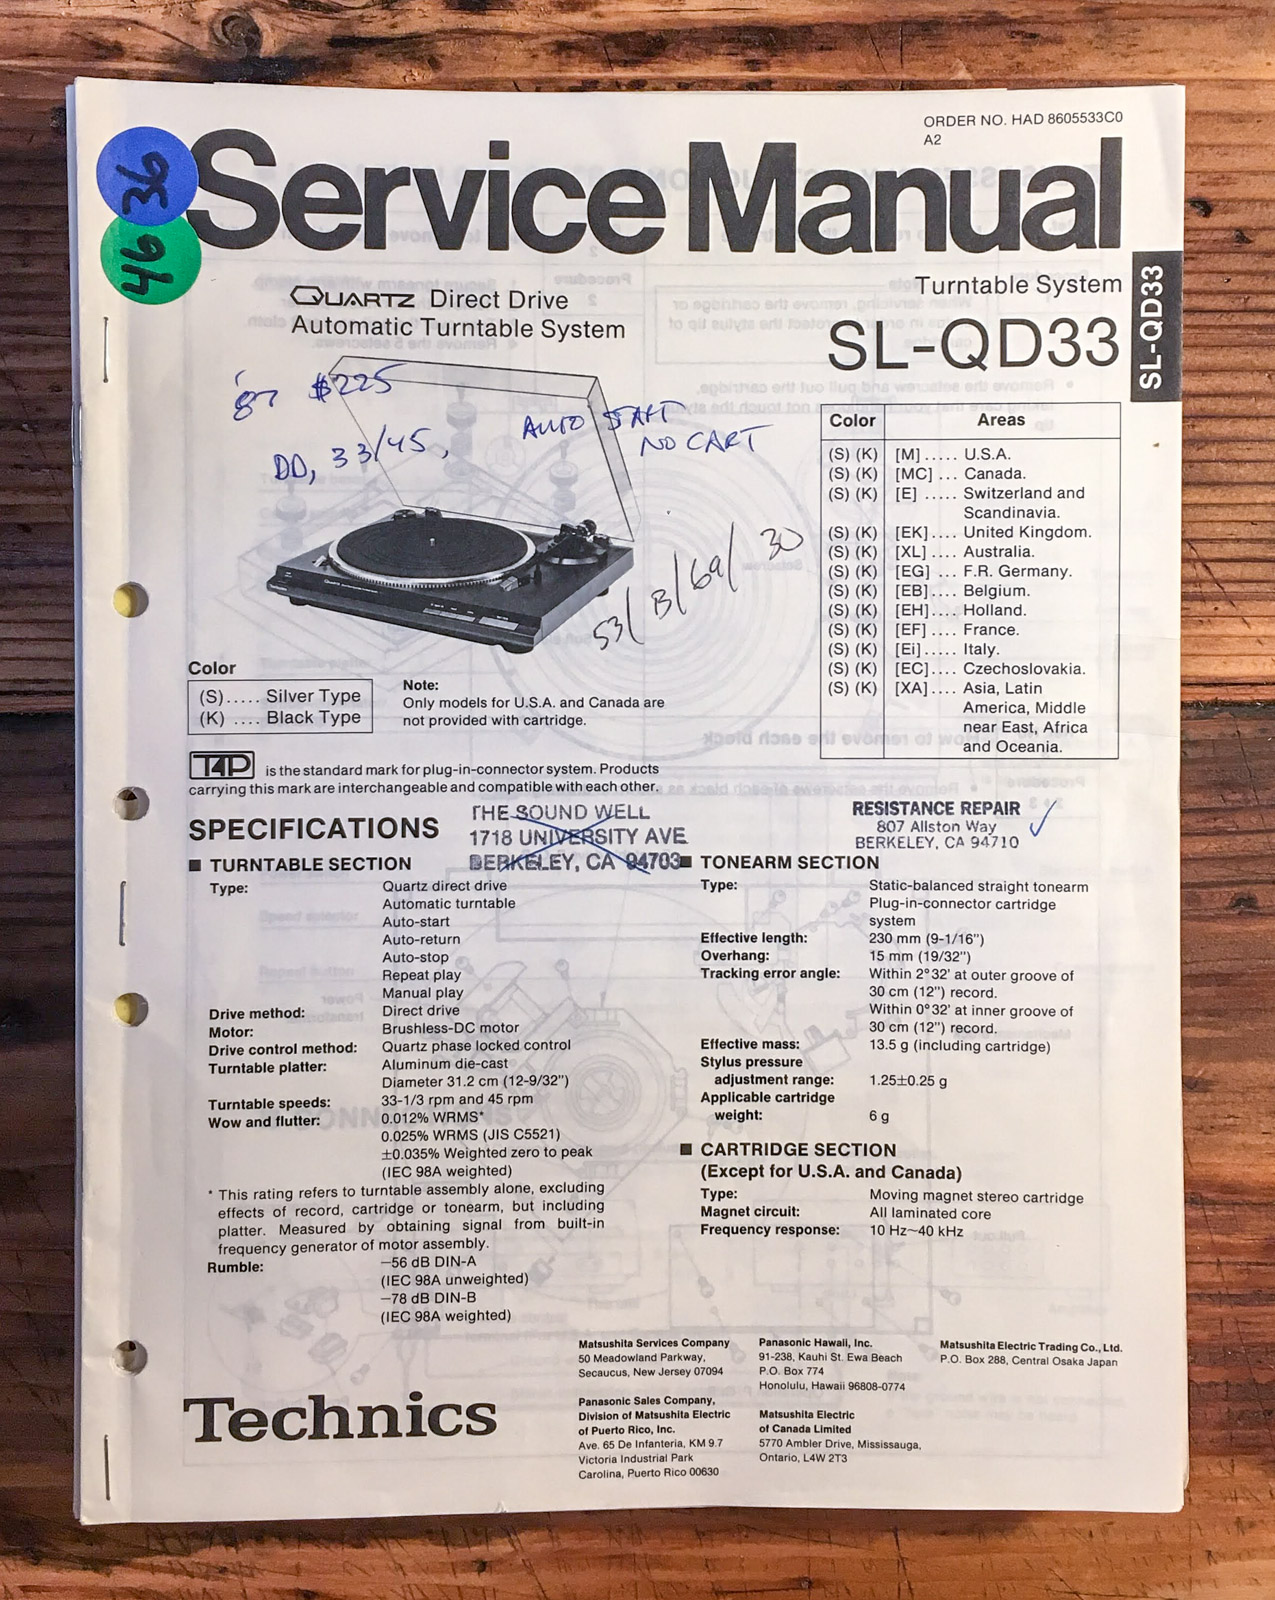 ORDER NO. HAD 8605533C0
A2
36
46
Service Manual
Turntable System
SL-QD33
SL-QD33
QUARTZ Direct Drive
Automatic Turntable System
'87 $225
DD, 33/45,
AUTO START
NO CART
53/B/69/30
Color Areas
(S) (K) [M] ..... U.S.A.
(S) (K) [MC] ... Canada.
(S) (K) [E] ..... Switzerland and
Scandinavia.
(S) (K) [EK] .... United Kingdom.
(S) (K) [XL] .... Australia.
(S) (K) [EG] ... F.R. Germany.
(S) (K) [EB] .... Belgium.
(S) (K) [EH] .... Holland.
(S) (K) [EF] .... France.
(S) (K) [Ei] ..... Italy.
(S) (K) [EC] .... Czechoslovakia.
(S) (K) [XA] .... Asia, Latin
America, Middle
near East, Africa
and Oceania.
Color
(S) ..... Silver Type
(K) .... Black Type
Note:
Only models for U.S.A. and Canada are
not provided with cartridge.
T4P is the standard mark for plug-in-connector system. Products
carrying this mark are interchangeable and compatible with each other.
THE SOUND WELL
1718 UNIVERSITY AVE
BERKELEY, CA 94703
RESISTANCE REPAIR
807 Allston Way
BERKELEY, CA 94710
SPECIFICATIONS
■ TURNTABLE SECTION
Type: Quartz direct drive
Automatic turntable
Auto-start
Auto-return
Auto-stop
Repeat play
Manual play
Drive method: Direct drive
Motor: Brushless-DC motor
Drive control method: Quartz phase locked control
Turntable platter: Aluminum die-cast
Diameter 31.2 cm (12-9/32")
Turntable speeds: 33-1/3 rpm and 45 rpm
Wow and flutter: 0.012% WRMS*
0.025% WRMS (JIS C5521)
±0.035% Weighted zero to peak
(IEC 98A weighted)
* This rating refers to turntable assembly alone, excluding
effects of record, cartridge or tonearm, but including
platter. Measured by obtaining signal from built-in
frequency generator of motor assembly.
Rumble: −56 dB DIN-A
(IEC 98A unweighted)
−78 dB DIN-B
(IEC 98A weighted)
■ TONEARM SECTION
Type: Static-balanced straight tonearm
Plug-in-connector cartridge
system
Effective length: 230 mm (9-1/16")
Overhang: 15 mm (19/32")
Tracking error angle: Within 2°32' at outer groove of
30 cm (12") record.
Within 0°32' at inner groove of
30 cm (12") record.
Effective mass: 13.5 g (including cartridge)
Stylus pressure
adjustment range: 1.25±0.25 g
Applicable cartridge
weight: 6 g
■ CARTRIDGE SECTION
(Except for U.S.A. and Canada)
Type: Moving magnet stereo cartridge
Magnet circuit: All laminated core
Frequency response: 10 Hz~40 kHz
Technics
Matsushita Services Company
50 Meadowland Parkway,
Secaucus, New Jersey 07094
Panasonic Sales Company,
Division of Matsushita Electric
of Puerto Rico, Inc.
Ave. 65 De Infanteria, KM 9.7
Victoria Industrial Park
Carolina, Puerto Rico 00630
Panasonic Hawaii, Inc.
91-238, Kauhi St. Ewa Beach
P.O. Box 774
Honolulu, Hawaii 96808-0774
Matsushita Electric
of Canada Limited
5770 Ambler Drive, Mississauga,
Ontario, L4W 2T3
Matsushita Electric Trading Co., Ltd.
P.O. Box 288, Central Osaka Japan